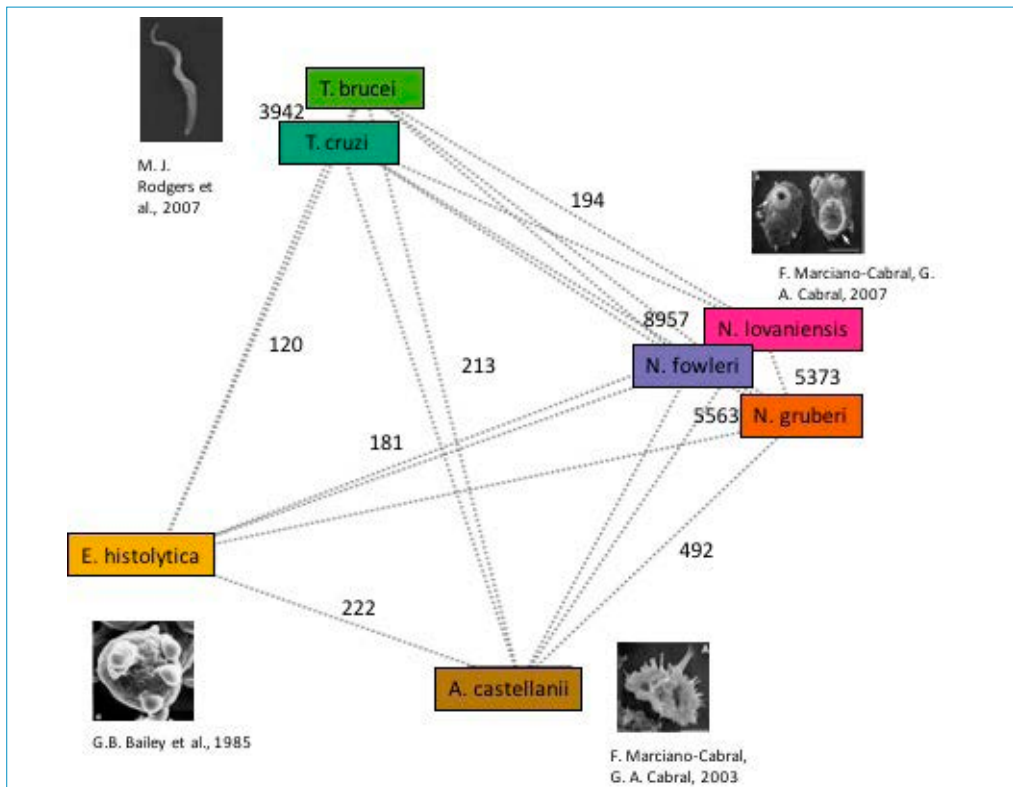 T. brucei
3942
T. cruzi
M. J.
Rodgers et
al., 2007
194
F. Marciano-Cabral, G.
A. Cabral, 2007
8957
N. lovaniensis
N. fowleri
5373
120
213
5563
N. gruberi
181
E. histolytica
492
222
A. castellanii
G.B. Bailey et al., 1985
F. Marciano-Cabral,
G. A. Cabral, 2003